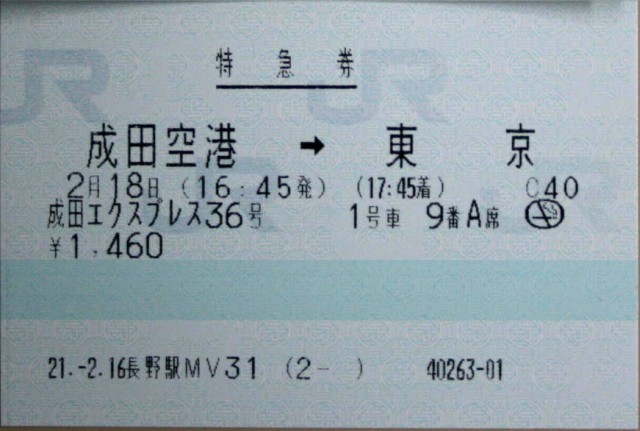 特急券
成田空港 → 東京
2月18日 (16:45発) (17:45着) C40
成田エクスプレス36号 1号車 9番A席
¥1,460
21.-2.16長野駅MV31 (2- ) 40263-01